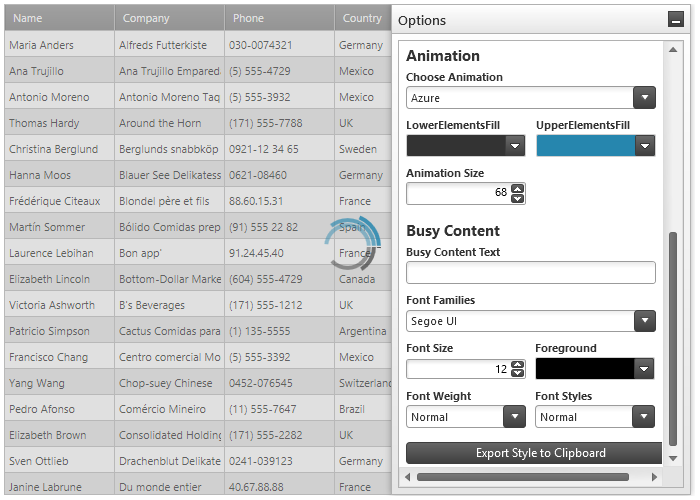 Name Company Phone Country
Maria Anders Alfreds Futterkiste 030-0074321 Germany
Ana Trujillo Ana Trujillo Empared (5) 555-4729 Mexico
Antonio Moreno Antonio Moreno Taq (5) 555-3932 Mexico
Thomas Hardy Around the Horn (171) 555-7788 UK
Christina Berglund Berglunds snabbköp 0921-12 34 65 Sweden
Hanna Moos Blauer See Delikatess 0621-08460 Germany
Frédérique Citeaux Blondel père et fils 88.60.15.31 France
Martín Sommer Bólido Comidas prep (91) 555 22 82 Spain
Laurence Lebihan Bon app' 91.24.45.40 France
Elizabeth Lincoln Bottom-Dollar Marke (604) 555-4729 Canada
Victoria Ashworth B's Beverages (171) 555-1212 UK
Patricio Simpson Cactus Comidas para (1) 135-5555 Argentina
Francisco Chang Centro comercial Mo (5) 555-3392 Mexico
Yang Wang Chop-suey Chinese 0452-076545 Switzerland
Pedro Afonso Comércio Mineiro (11) 555-7647 Brazil
Elizabeth Brown Consolidated Holding (171) 555-2282 UK
Sven Ottlieb Drachenblut Delikate 0241-039123 Germany
Janine Labrune Du monde entier 40.67.88.88 France
Options
Animation
Choose Animation
Azure
LowerElementsFill UpperElementsFill
Animation Size
68
Busy Content
Busy Content Text
Font Families
Segoe UI
Font Size Foreground
12
Font Weight Font Styles
Normal Normal
Export Style to Clipboard